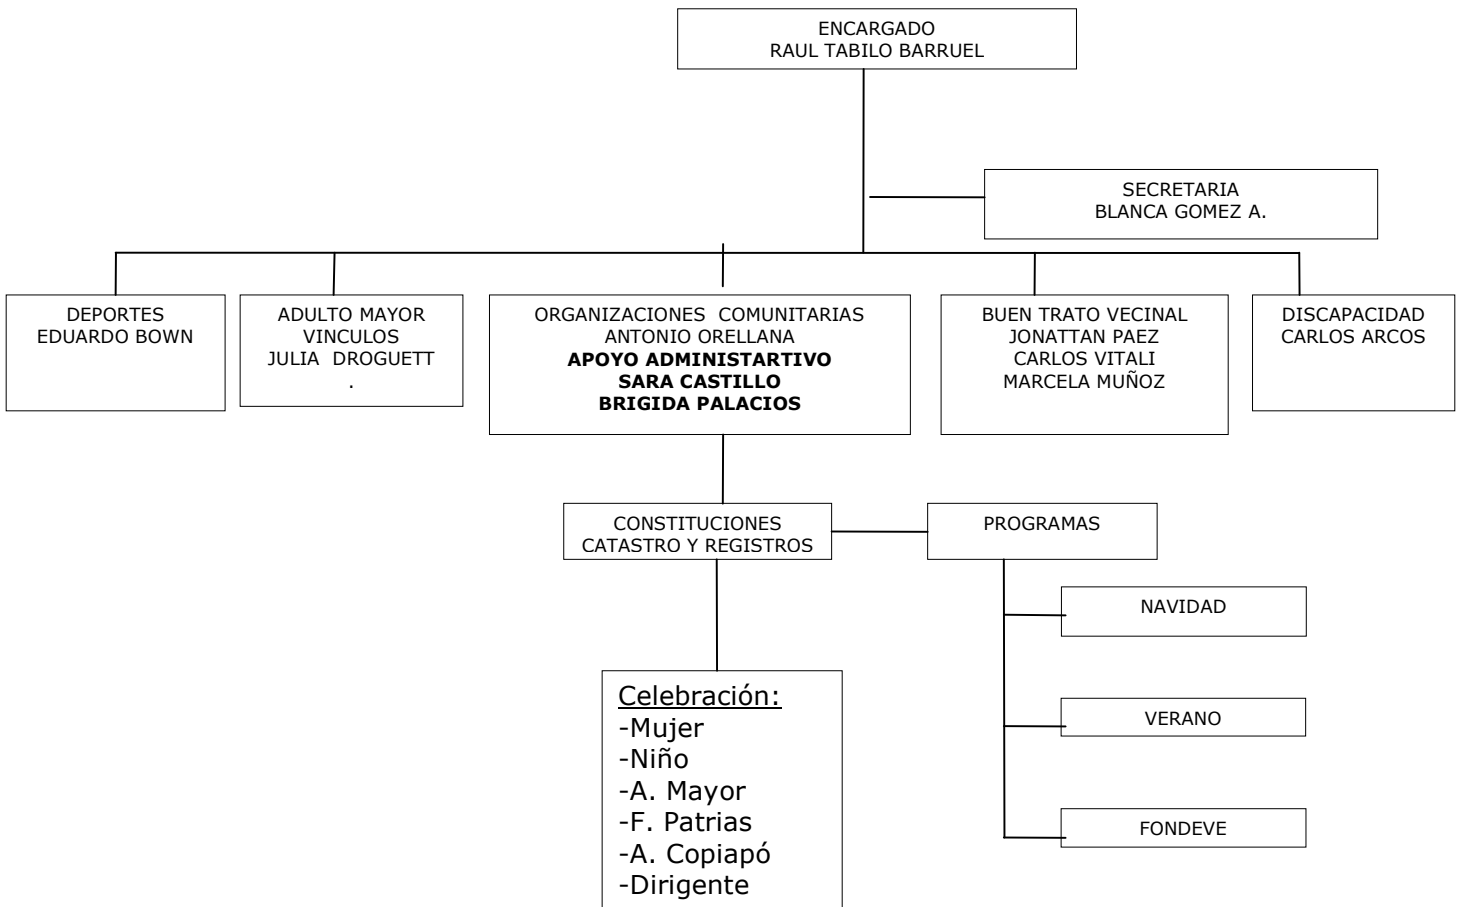 ENCARGADO
RAUL TABILO BARRUEL
SECRETARIA
BLANCA GOMEZ A.
DEPORTES
EDUARDO BOWN
ADULTO MAYOR
VINCULOS
JULIA DROGUETT
.
ORGANIZACIONES COMUNITARIAS
ANTONIO ORELLANA
APOYO ADMINISTARTIVO
SARA CASTILLO
BRIGIDA PALACIOS
BUEN TRATO VECINAL
JONATTAN PAEZ
CARLOS VITALI
MARCELA MUÑOZ
DISCAPACIDAD
CARLOS ARCOS
CONSTITUCIONES
CATASTRO Y REGISTROS
PROGRAMAS
NAVIDAD
VERANO
FONDEVE
Celebración:
-Mujer
-Niño
-A. Mayor
-F. Patrias
-A. Copiapó
-Dirigente